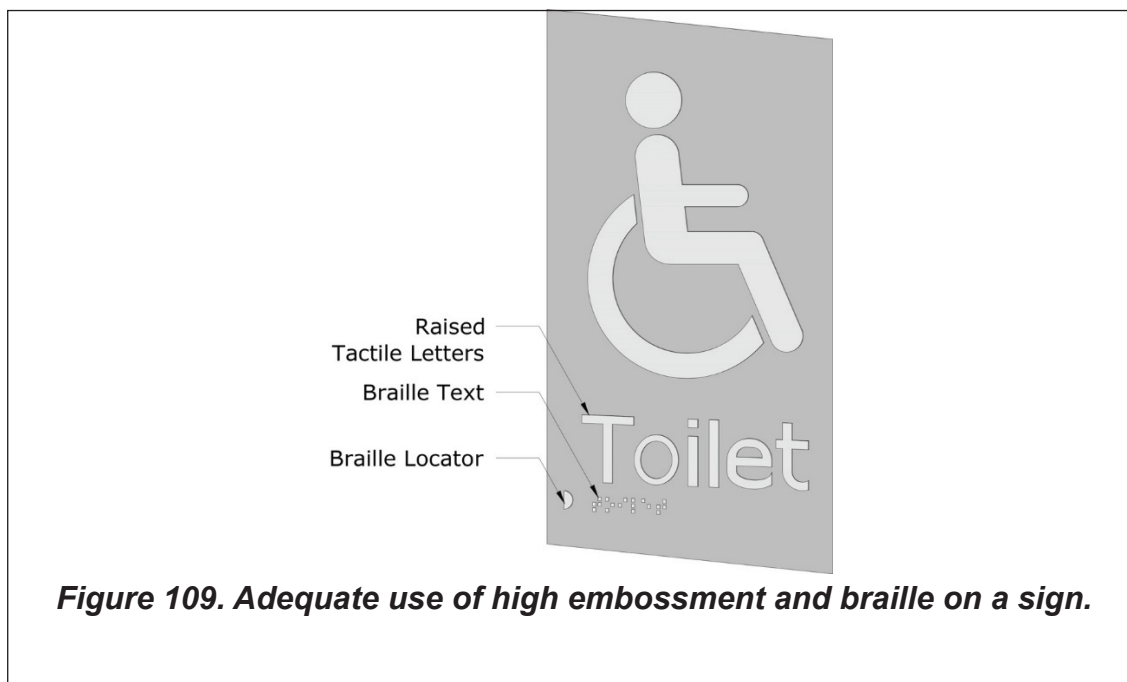 Raised
Tactile Letters
Braille Text
Braille Locator
Toilet
Figure 109. Adequate use of high embossment and braille on a sign.